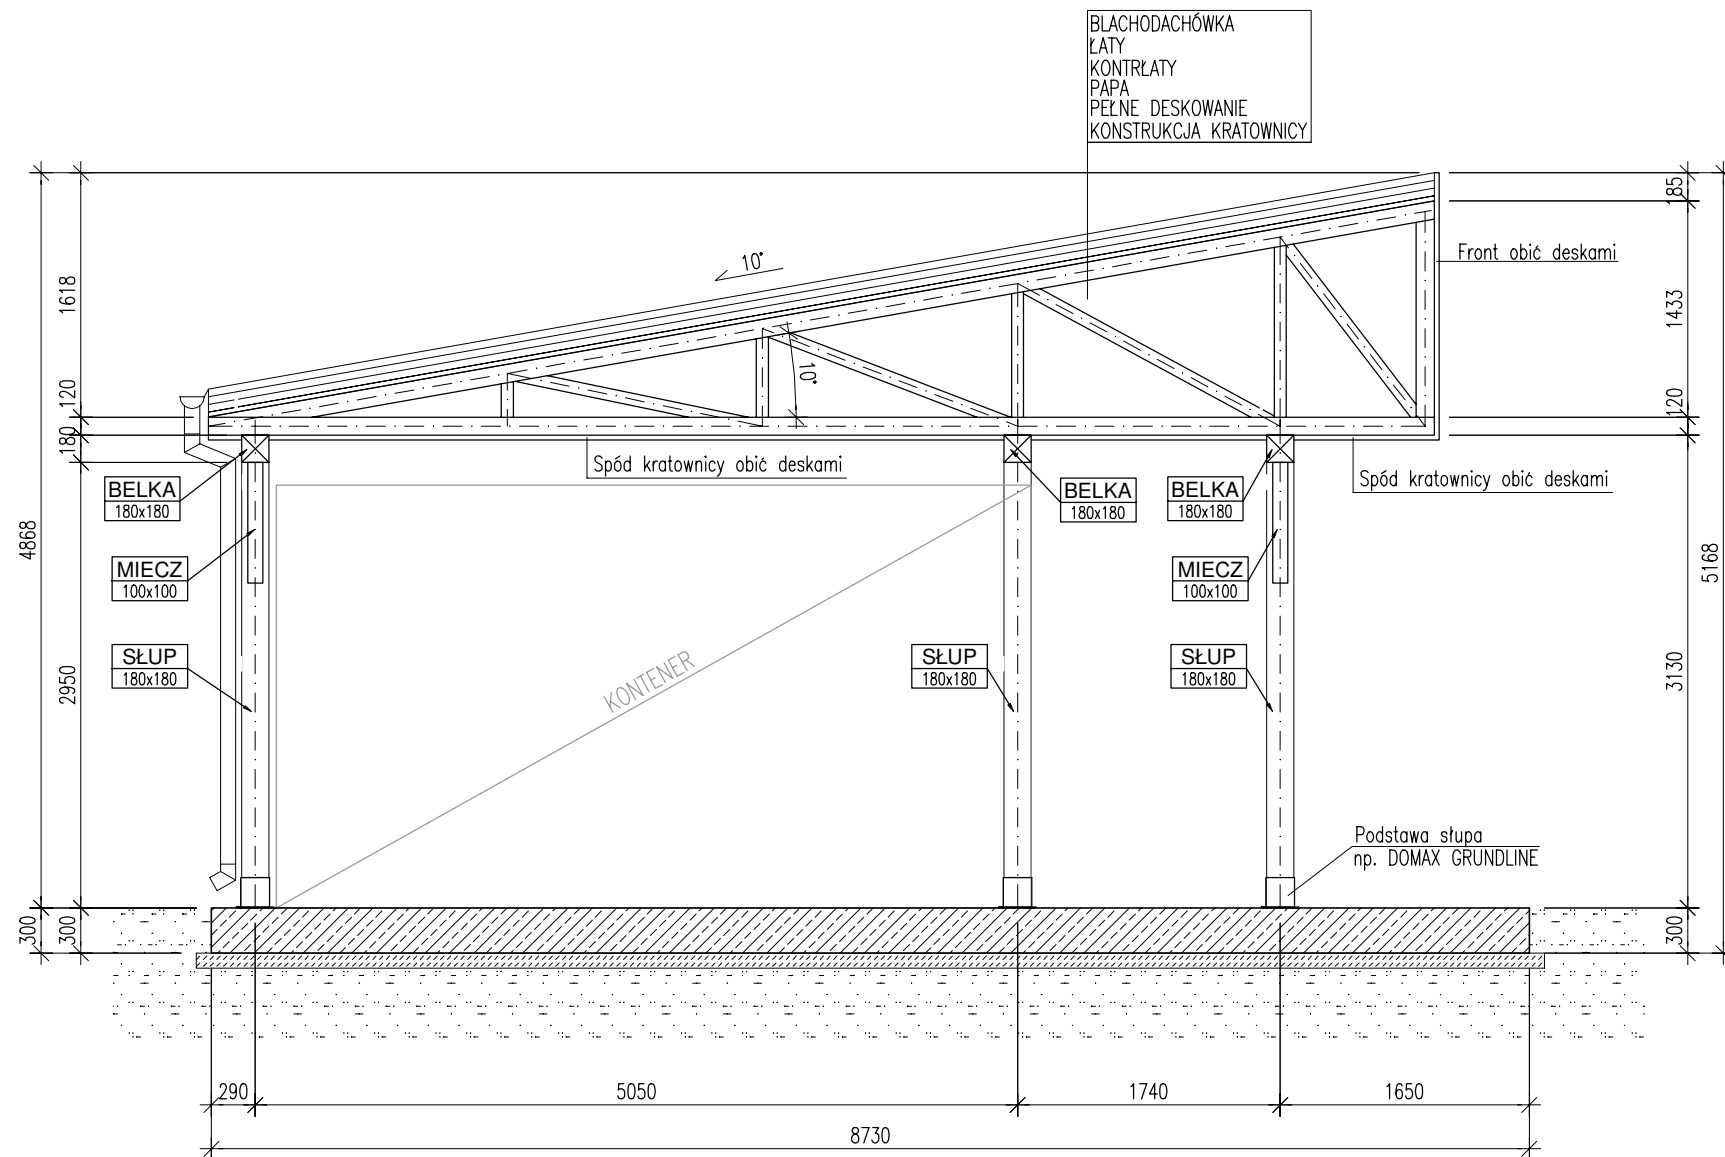 BLACHODACHÓWKA
ŁATY
KONTRŁATY
PAPA
PEŁNE DESKOWANIE
KONSTRUKCJA KRATOWNICY
185
1618
10°
Front obić deskami
1433
10°
120
120
180
Spód kratownicy obić deskami
Spód kratownicy obić deskami
BELKA
180x180
BELKA
180x180
BELKA
180x180
4868
5168
MIECZ
100x100
MIECZ
100x100
2950
3130
SŁUP
180x180
KONTENER
SŁUP
180x180
SŁUP
180x180
Podstawa słupa
np. DOMAX GRUNDLINE
300
300
300
290
5050
1740
1650
8730